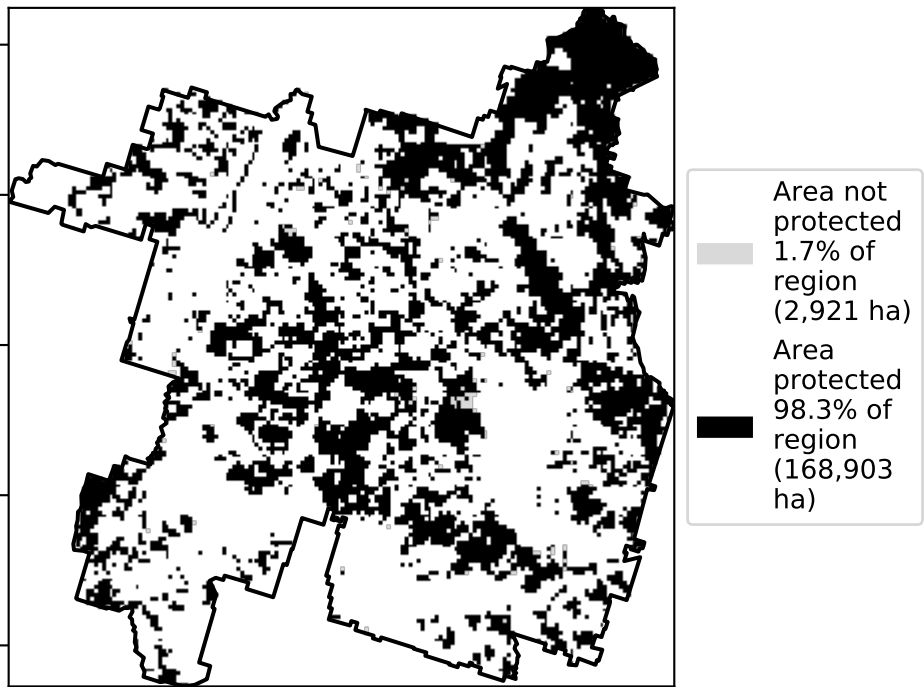 Area not
protected
1.7% of
region
(2,921 ha)
Area
protected
98.3% of
region
(168,903
ha)